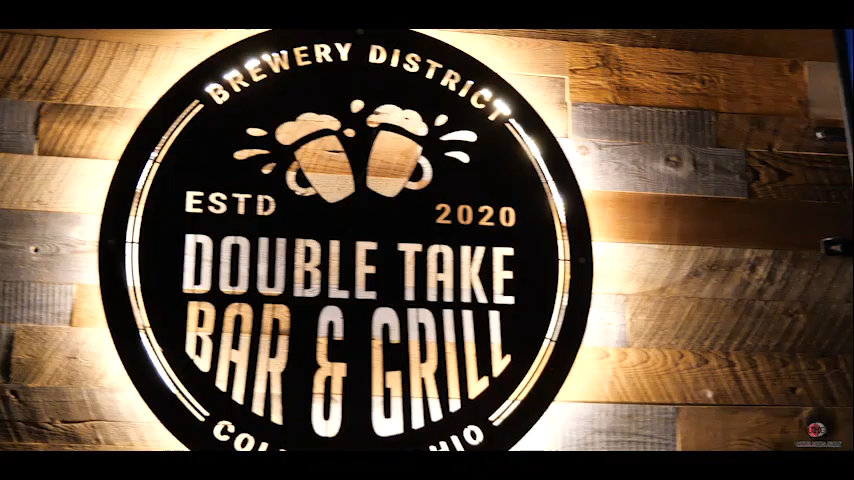 BREWERY DISTRICT
ESTD 2020
DOUBLE TAKE
BAR & GRILL